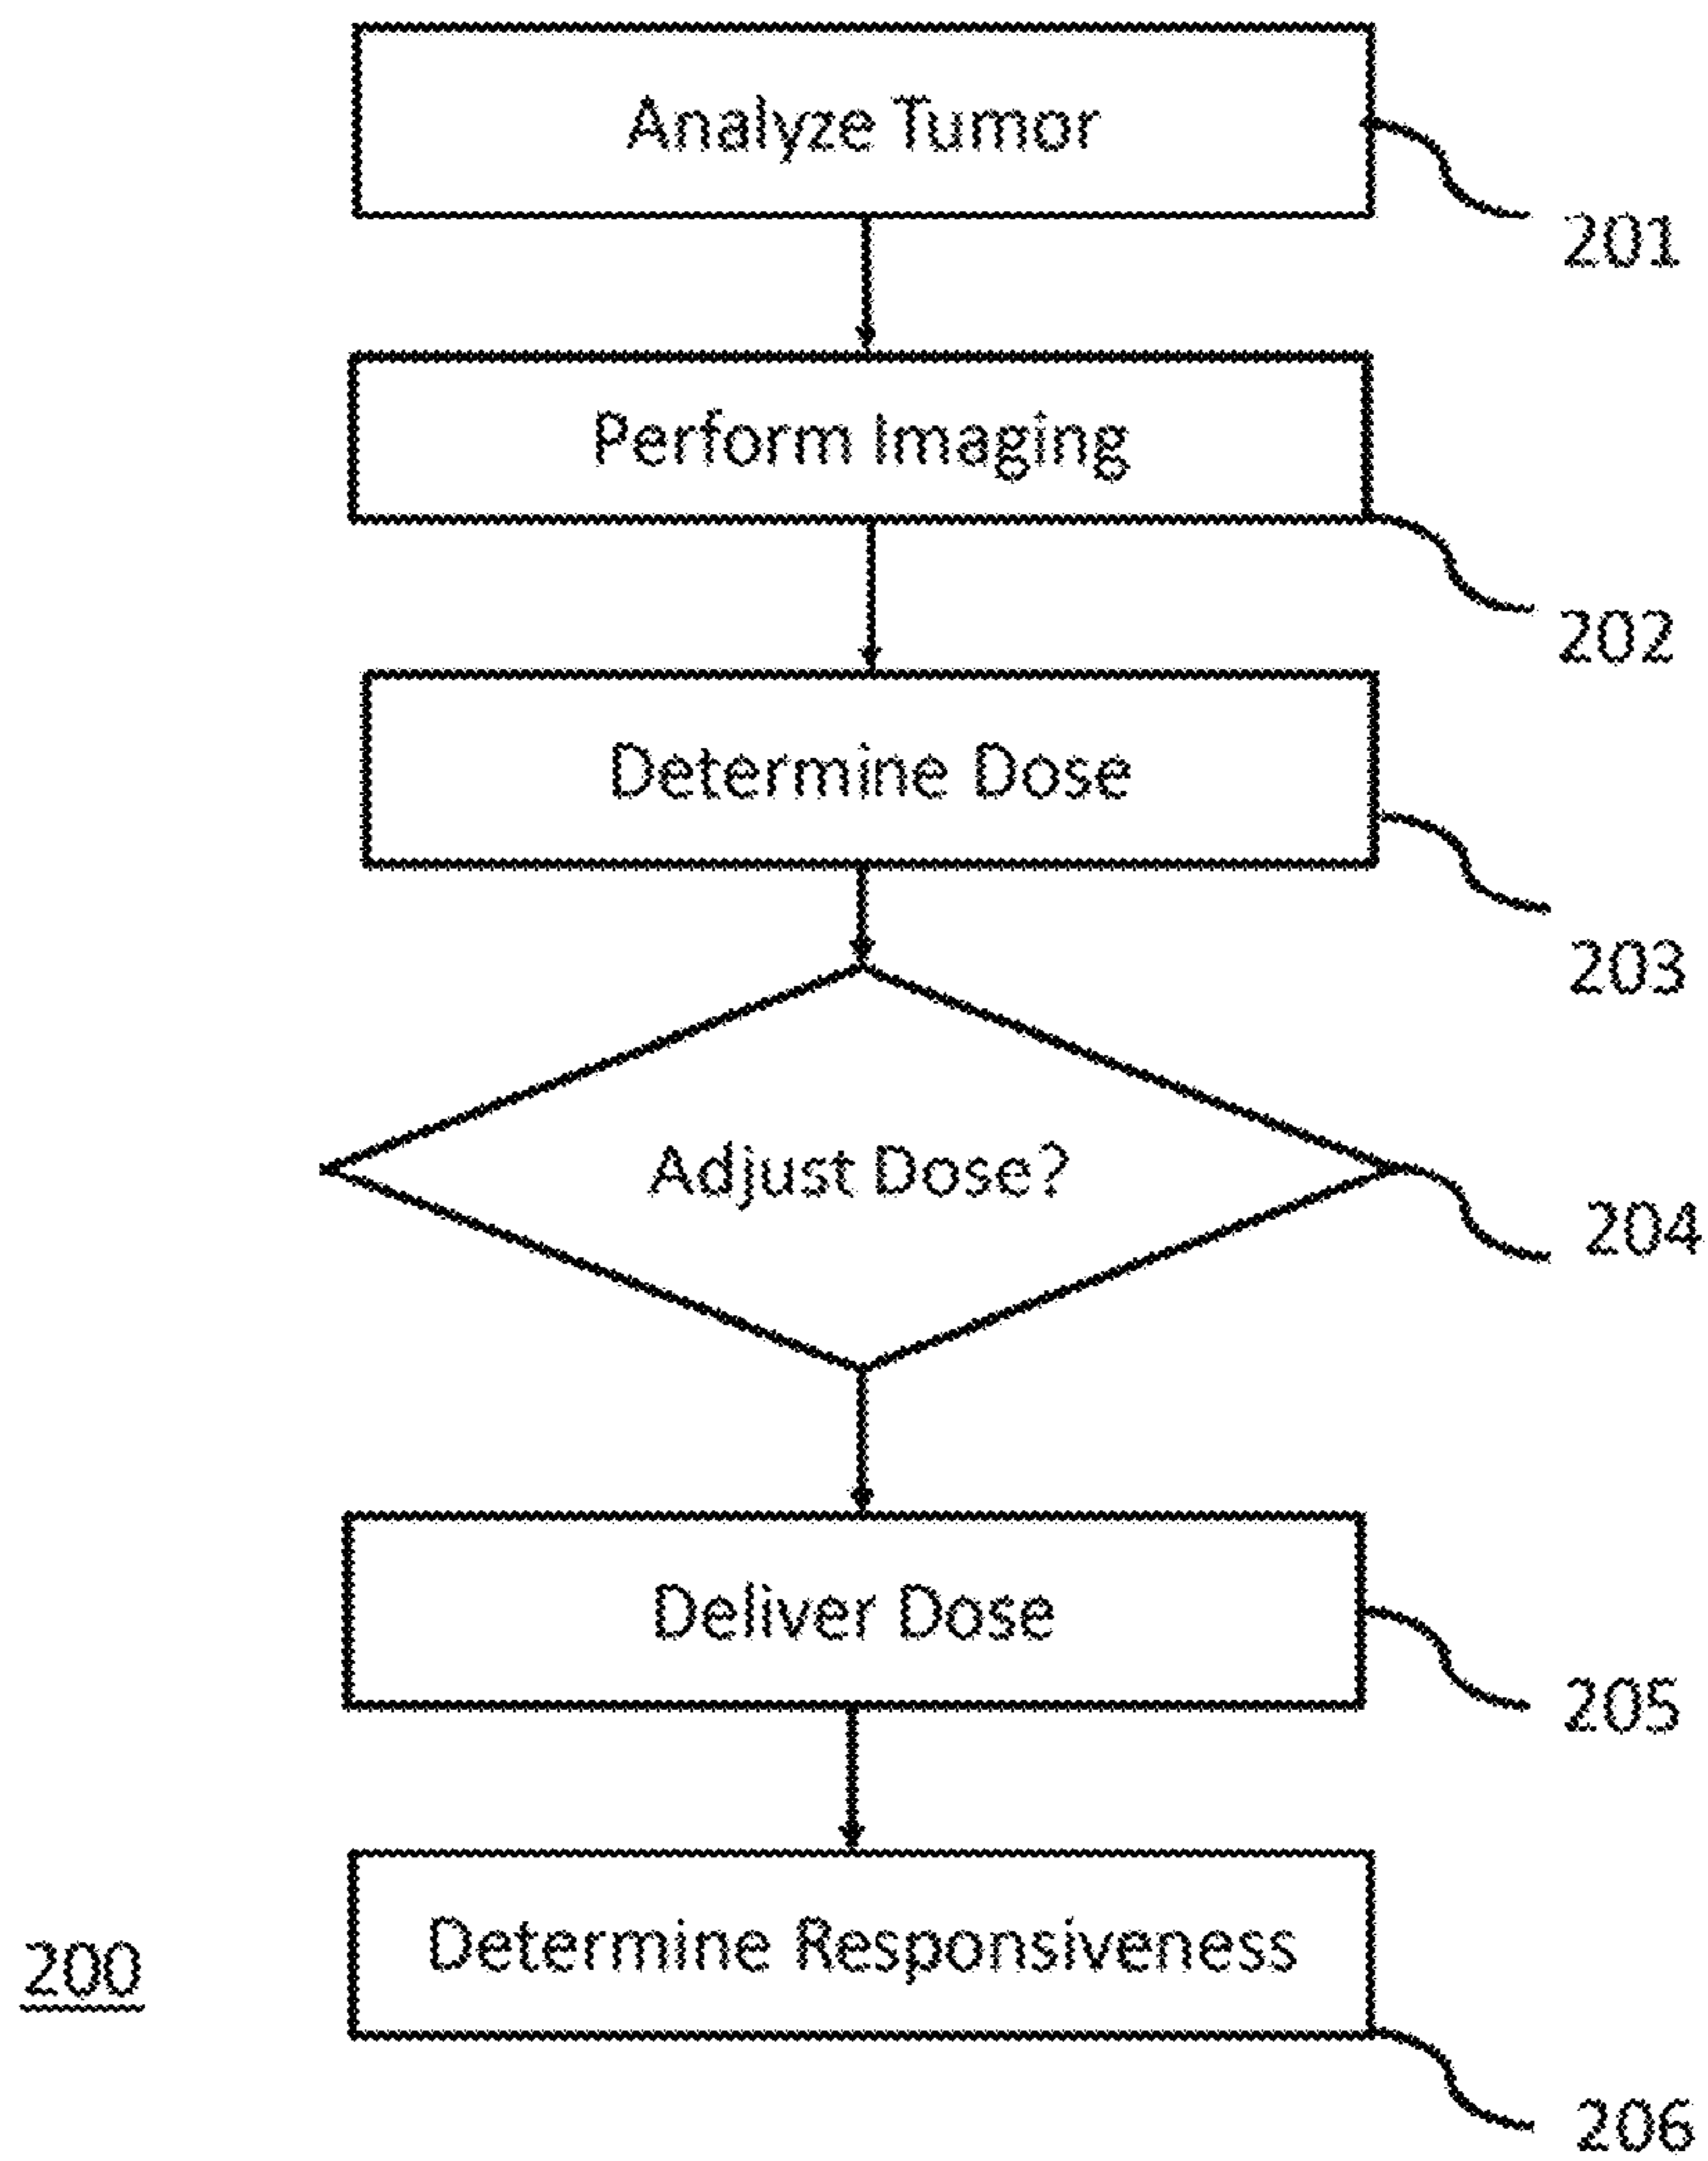 Analyze Tumor
201
Perform Imaging
202
Determine Dose
203
Adjust Dose?
204
Deliver Dose
205
Determine Responsiveness
200
206